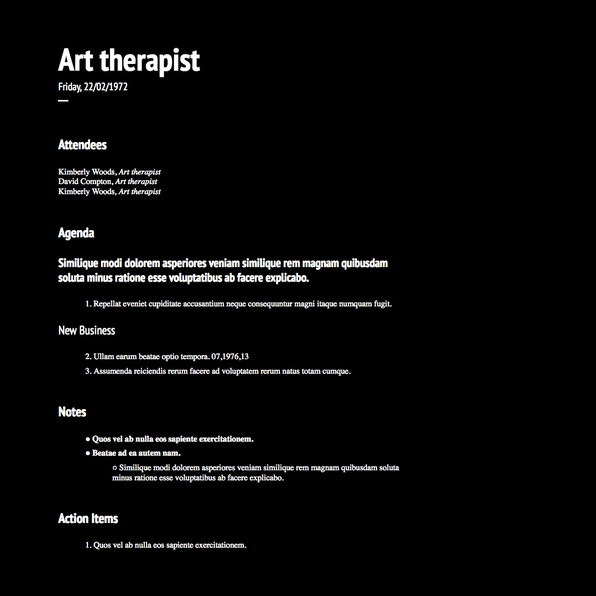 Art therapist
Friday, 22/02/1972
Attendees
Kimberly Woods, Art therapist
David Compton, Art therapist
Kimberly Woods, Art therapist
Agenda
Similique modi dolorem asperiores veniam similique rem magnam quibusdam
soluta minus ratione esse voluptatibus ab facere explicabo.
1. Repellat eveniet cupiditate accusantium neque consequuntur magni itaque numquam fugit.
New Business
2. Ullam earum beatae optio tempora. 07,1976,13
3. Assumenda reiciendis rerum facere ad voluptatem rerum natus totam cumque.
Notes
● Quos vel ab nulla eos sapiente exercitationem.
● Beatae ad ea autem nam.
○ Similique modi dolorem asperiores veniam similique rem magnam quibusdam soluta
minus ratione esse voluptatibus ab facere explicabo.
Action Items
1. Quos vel ab nulla eos sapiente exercitationem.